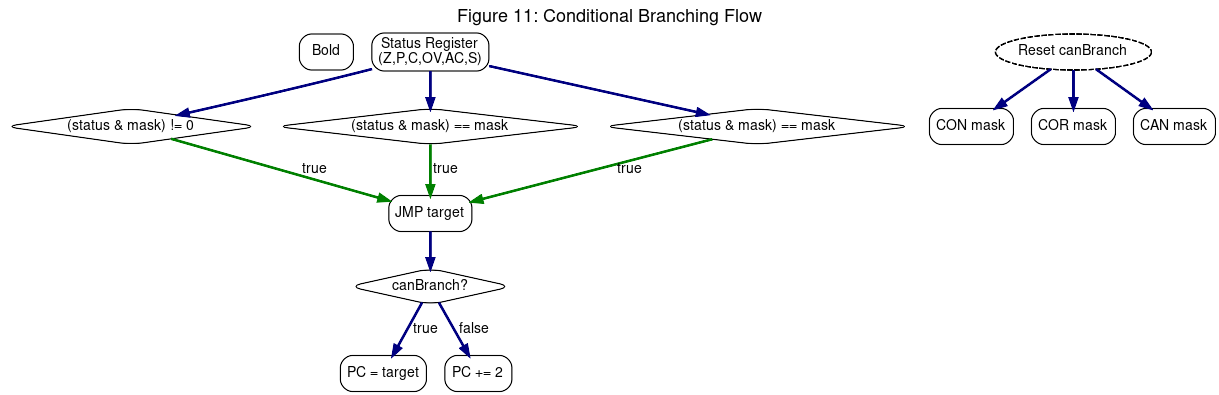 Figure 11: Conditional Branching Flow
Bold
Status Register
(Z,P,C,OV,AC,S)
Reset canBranch
(status & mask) != 0
(status & mask) == mask
(status & mask) == mask
CON mask
COR mask
CAN mask
true
true
true
JMP target
canBranch?
true
false
PC = target
PC += 2